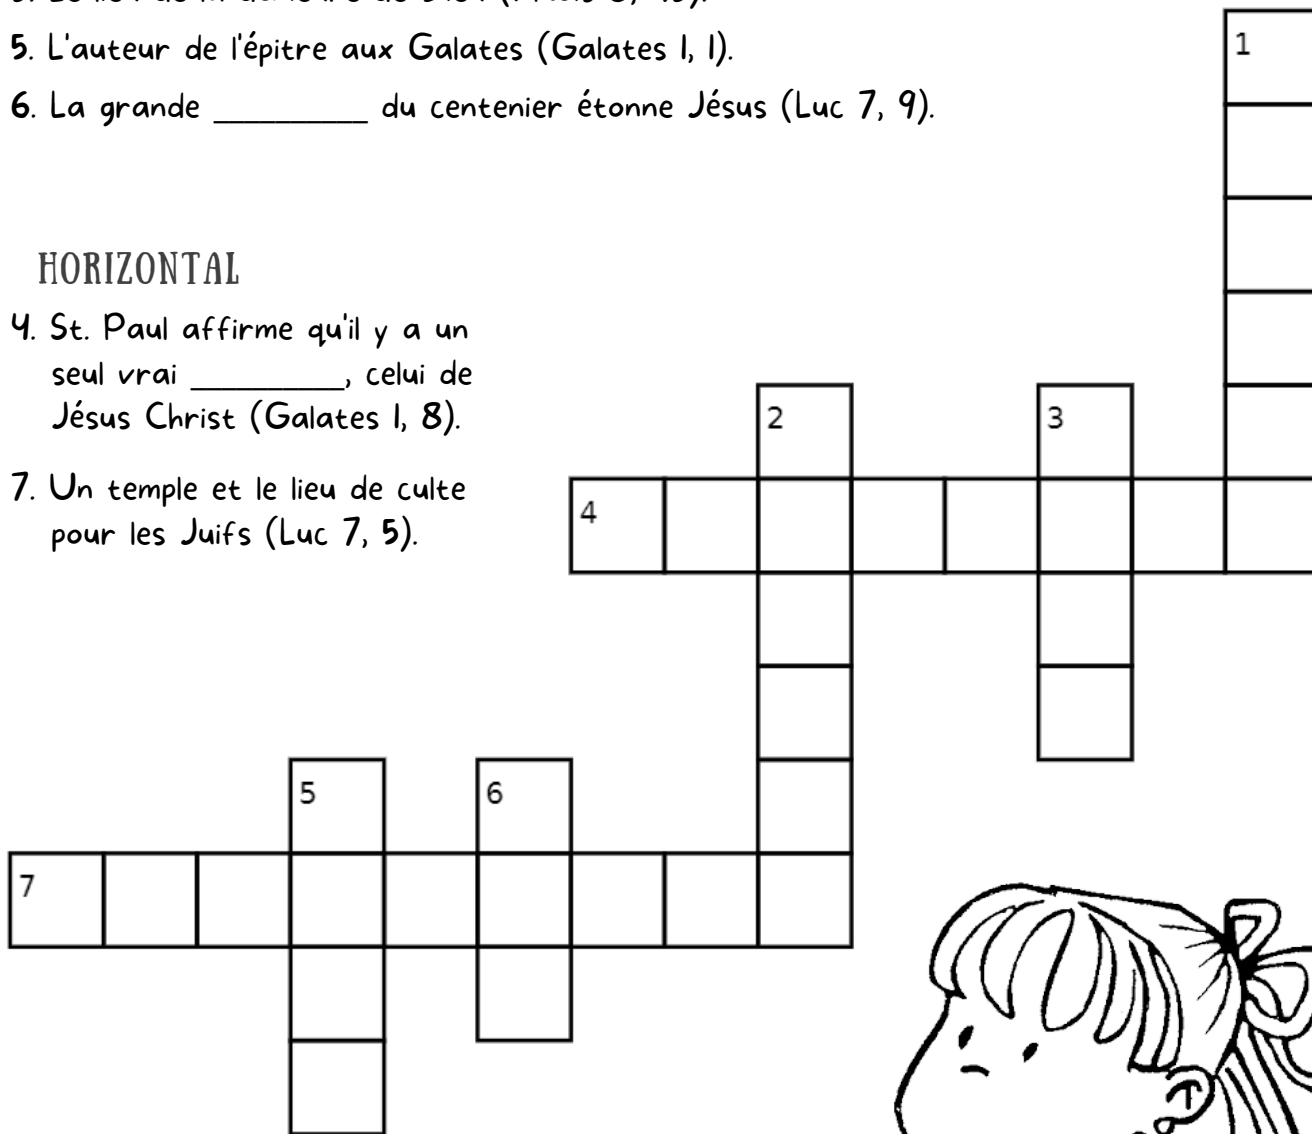 5. L'auteur de l'épitre aux Galates (Galates 1, 1).
6. La grande __________ du centenier étonne Jésus (Luc 7, 9).
HORIZONTAL
4. St. Paul affirme qu'il y a un
seul vrai __________, celui de
Jésus Christ (Galates 1, 8).
7. Un temple et le lieu de culte
pour les Juifs (Luc 7, 5).
1
2
3
4
5
6
7